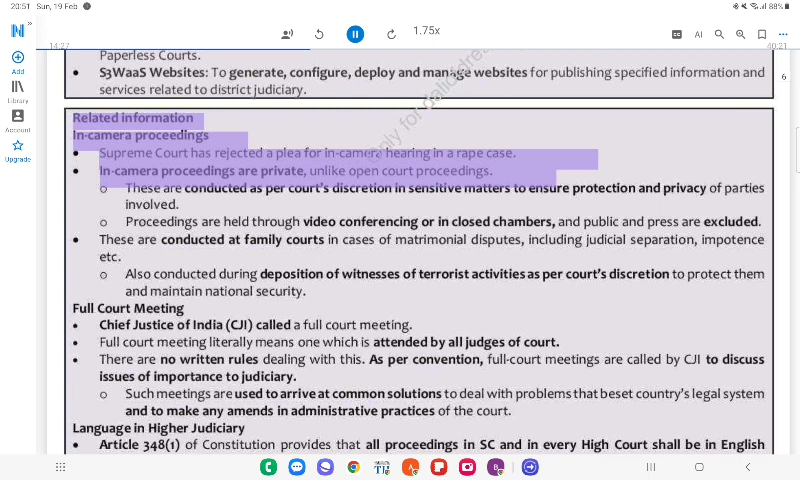 20:51 Sun, 19 Feb 88%
1.75x
AI
14:27
40:21
Add
Library
Account
Upgrade
6
Paperless Courts.
• S3WaaS Websites: To generate, configure, deploy and manage websites for publishing specified information and
services related to district judiciary.
Related information
In-camera proceedings
• Supreme Court has rejected a plea for in-camera hearing in a rape case.
• In-camera proceedings are private, unlike open court proceedings.
o These are conducted as per court's discretion in sensitive matters to ensure protection and privacy of parties
involved.
o Proceedings are held through video conferencing or in closed chambers, and public and press are excluded.
• These are conducted at family courts in cases of matrimonial disputes, including judicial separation, impotence
etc.
o Also conducted during deposition of witnesses of terrorist activities as per court's discretion to protect them
and maintain national security.
Full Court Meeting
• Chief Justice of India (CJI) called a full court meeting.
• Full court meeting literally means one which is attended by all judges of court.
• There are no written rules dealing with this. As per convention, full-court meetings are called by CJI to discuss
issues of importance to judiciary.
o Such meetings are used to arrive at common solutions to deal with problems that beset country's legal system
and to make any amends in administrative practices of the court.
Language in Higher Judiciary
• Article 348(1) of Constitution provides that all proceedings in SC and in every High Court shall be in English